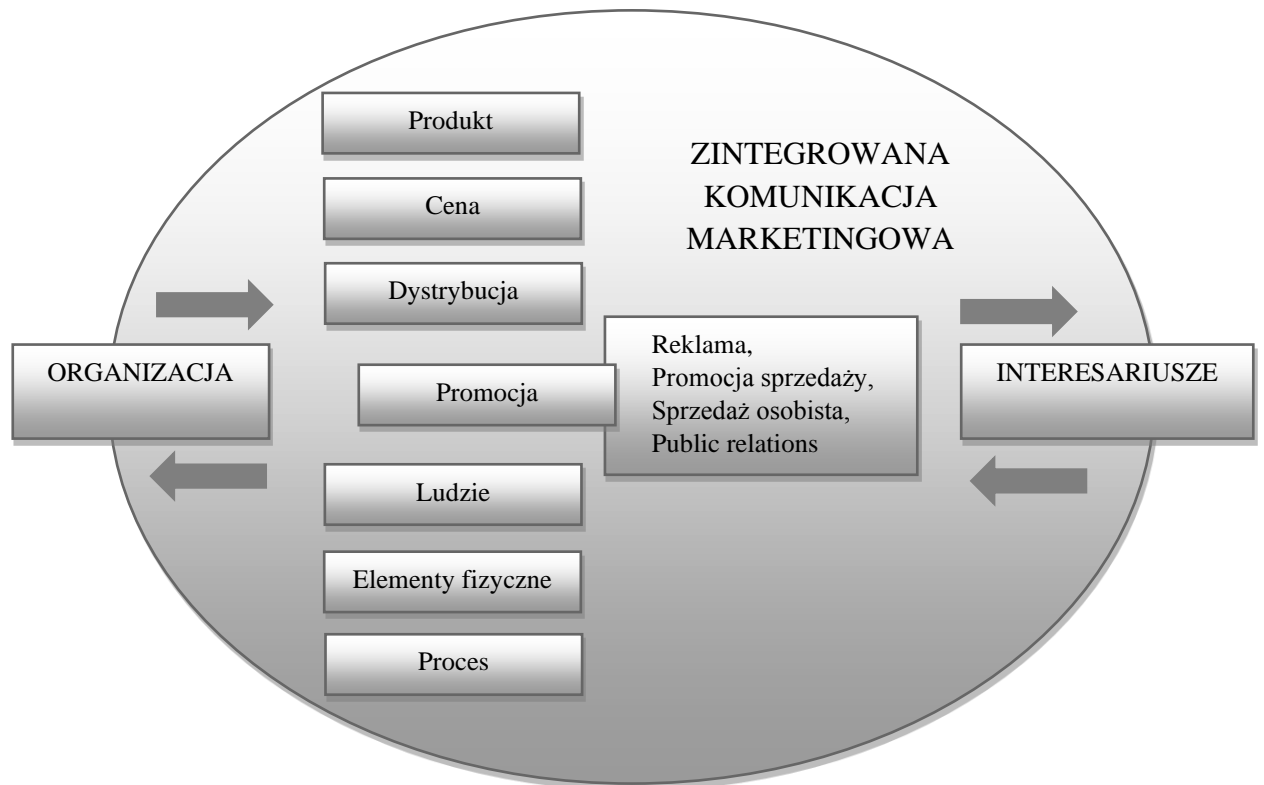 Produkt
ZINTEGROWANA
KOMUNIKACJA
MARKETINGOWA
Cena
Dystrybucja
ORGANIZACJA
Promocja
Reklama,
Promocja sprzedaży,
Sprzedaż osobista,
Public relations
INTERESARIUSZE
Ludzie
Elementy fizyczne
Proces